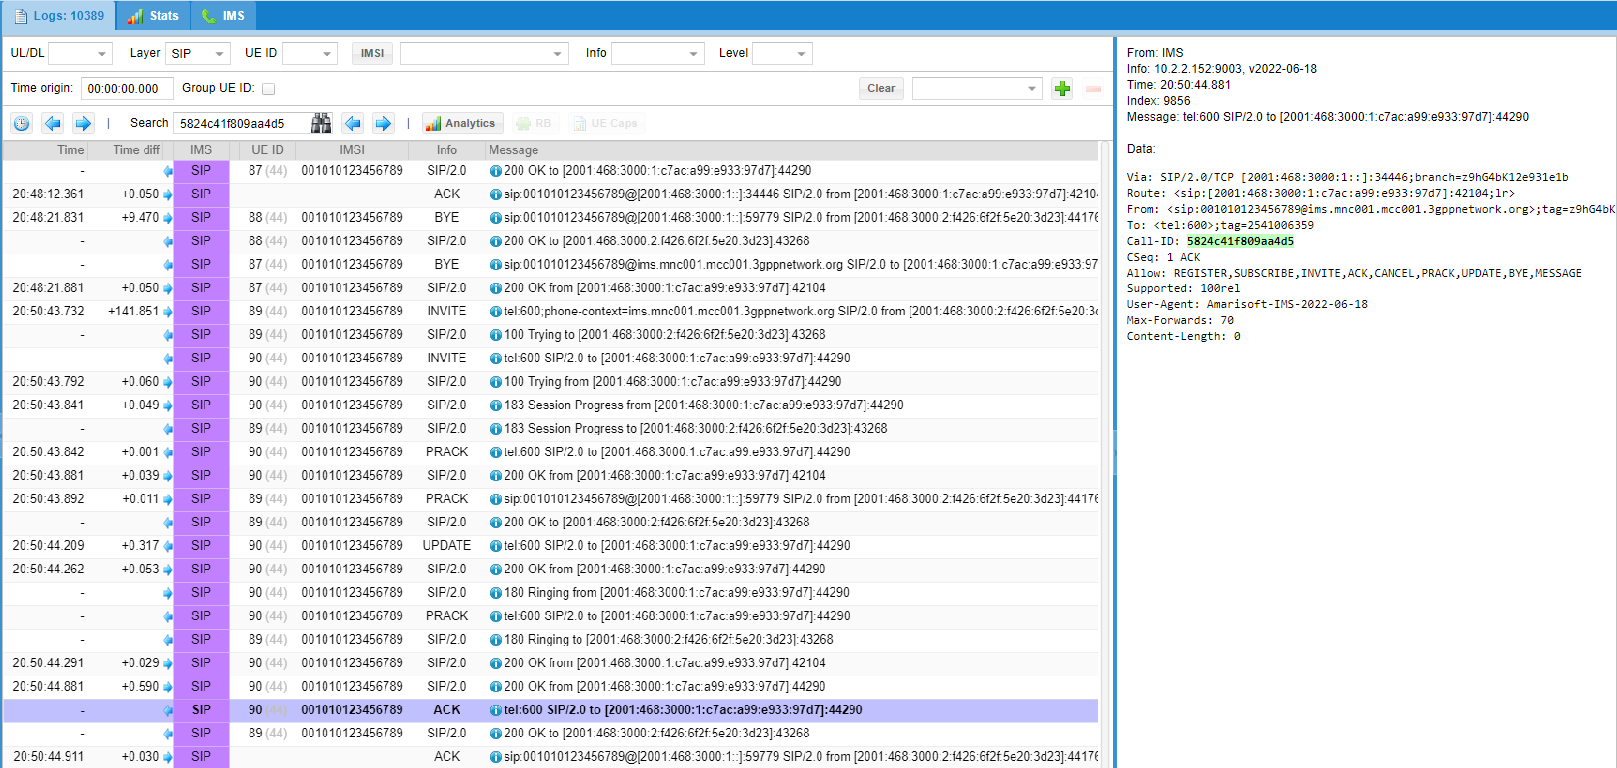 Logs: 10389 Stats IMS
UL/DL Layer SIP UE ID IMSI Info Level
Time origin: 00:00:00.000 Group UE ID: Clear
Search 5824c41f809aa4d5 Analytics RB UE Caps
Time Time diff IMS UE ID IMSI Info Message
- SIP 87 (44) 001010123456789 SIP/2.0 200 OK to [2001:468:3000:1:c7ac:a99:e933:97d7]:44290
20:48:12.361 +0.050 SIP ACK sip:001010123456789@[2001:468:3000:1::]:34446 SIP/2.0 from [2001:468:3000:1:c7ac:a99:e933:97d7]:42104
20:48:21.831 +9.470 SIP 88 (44) 001010123456789 BYE sip:001010123456789@[2001:468:3000:1::]:59779 SIP/2.0 from [2001:468:3000:2:f426:6f2f:5e20:3d23]:44176
- SIP 88 (44) 001010123456789 SIP/2.0 200 OK to [2001:468:3000:2:f426:6f2f:5e20:3d23]:43268
- SIP 87 (44) 001010123456789 BYE sip:001010123456789@ims.mnc001.mcc001.3gppnetwork.org SIP/2.0 to [2001:468:3000:1:c7ac:a99:e933:97
20:48:21.881 +0.050 SIP 87 (44) 001010123456789 SIP/2.0 200 OK from [2001:468:3000:1:c7ac:a99:e933:97d7]:42104
20:50:43.732 +141.851 SIP 89 (44) 001010123456789 INVITE tel:600;phone-context=ims.mnc001.mcc001.3gppnetwork.org SIP/2.0 from [2001:468:3000:2:f426:6f2f:5e20:3
- SIP 89 (44) 001010123456789 SIP/2.0 100 Trying to [2001:468:3000:2:f426:6f2f:5e20:3d23]:43268
SIP 90 (44) 001010123456789 INVITE tel:600 SIP/2.0 to [2001:468:3000:1:c7ac:a99:e933:97d7]:44290
20:50:43.792 +0.060 SIP 90 (44) 001010123456789 SIP/2.0 100 Trying from [2001:468:3000:1:c7ac:a99:e933:97d7]:44290
20:50:43.841 +0.049 SIP 90 (44) 001010123456789 SIP/2.0 183 Session Progress from [2001:468:3000:1:c7ac:a99:e933:97d7]:44290
- SIP 89 (44) 001010123456789 SIP/2.0 183 Session Progress to [2001:468:3000:2:f426:6f2f:5e20:3d23]:43268
20:50:43.842 +0.001 SIP 90 (44) 001010123456789 PRACK tel:600 SIP/2.0 to [2001:468:3000:1:c7ac:a99:e933:97d7]:44290
20:50:43.881 +0.039 SIP 90 (44) 001010123456789 SIP/2.0 200 OK from [2001:468:3000:1:c7ac:a99:e933:97d7]:42104
20:50:43.892 +0.011 SIP 89 (44) 001010123456789 PRACK sip:001010123456789@[2001:468:3000:1::]:59779 SIP/2.0 from [2001:468:3000:2:f426:6f2f:5e20:3d23]:4417
- SIP 89 (44) 001010123456789 SIP/2.0 200 OK to [2001:468:3000:2:f426:6f2f:5e20:3d23]:43268
20:50:44.209 +0.317 SIP 90 (44) 001010123456789 UPDATE tel:600 SIP/2.0 to [2001:468:3000:1:c7ac:a99:e933:97d7]:44290
20:50:44.262 +0.053 SIP 90 (44) 001010123456789 SIP/2.0 200 OK from [2001:468:3000:1:c7ac:a99:e933:97d7]:44290
- SIP 90 (44) 001010123456789 SIP/2.0 180 Ringing from [2001:468:3000:1:c7ac:a99:e933:97d7]:44290
- SIP 90 (44) 001010123456789 PRACK tel:600 SIP/2.0 to [2001:468:3000:1:c7ac:a99:e933:97d7]:44290
- SIP 89 (44) 001010123456789 SIP/2.0 180 Ringing to [2001:468:3000:2:f426:6f2f:5e20:3d23]:43268
20:50:44.291 +0.029 SIP 90 (44) 001010123456789 SIP/2.0 200 OK from [2001:468:3000:1:c7ac:a99:e933:97d7]:42104
20:50:44.881 +0.590 SIP 90 (44) 001010123456789 SIP/2.0 200 OK from [2001:468:3000:1:c7ac:a99:e933:97d7]:44290
- SIP 90 (44) 001010123456789 ACK tel:600 SIP/2.0 to [2001:468:3000:1:c7ac:a99:e933:97d7]:44290
- SIP 89 (44) 001010123456789 SIP/2.0 200 OK to [2001:468:3000:2:f426:6f2f:5e20:3d23]:43268
20:50:44.911 +0.030 SIP ACK sip:001010123456789@[2001:468:3000:1::]:59779 SIP/2.0 from [2001:468:3000:2:f426:6f2f:5e20:3d23]:4417
From: IMS
Info: 10.2.2.152:9003, v2022-06-18
Time: 20:50:44.881
Index: 9856
Message: tel:600 SIP/2.0 to [2001:468:3000:1:c7ac:a99:e933:97d7]:44290
Data:
Via: SIP/2.0/TCP [2001:468:3000:1::]:34446;branch=z9hG4bK12e931e1b
Route: <sip:[2001:468:3000:1:c7ac:a99:e933:97d7]:42104;lr>
From: <sip:001010123456789@ims.mnc001.mcc001.3gppnetwork.org>;tag=z9hG4bK
To: <tel:600>;tag=2541006359
Call-ID: 5824c41f809aa4d5
CSeq: 1 ACK
Allow: REGISTER,SUBSCRIBE,INVITE,ACK,CANCEL,PRACK,UPDATE,BYE,MESSAGE
Supported: 100rel
User-Agent: Amarisoft-IMS-2022-06-18
Max-Forwards: 70
Content-Length: 0